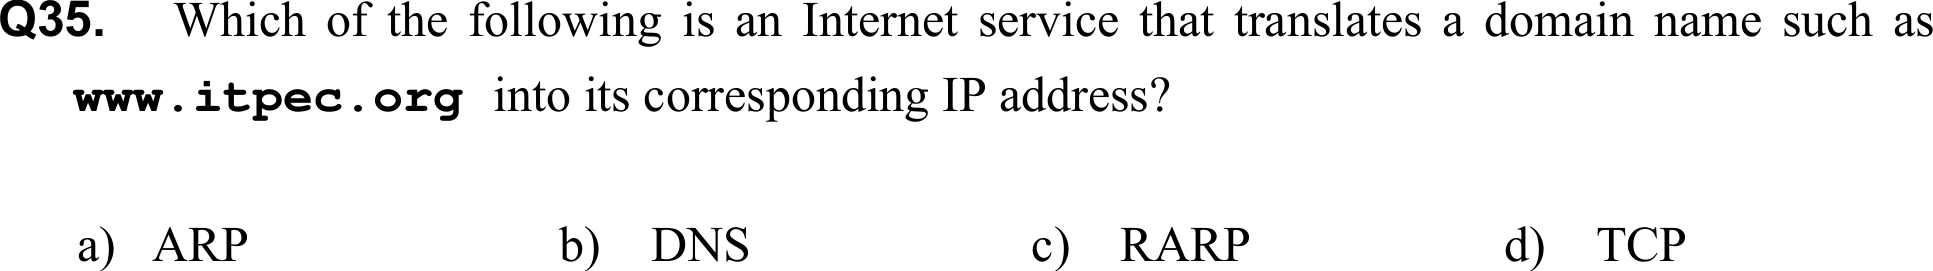 Q35. Which of the following is an Internet service that translates a domain name such as
www.itpec.org into its corresponding IP address?
a) ARP b) DNS c) RARP d) TCP